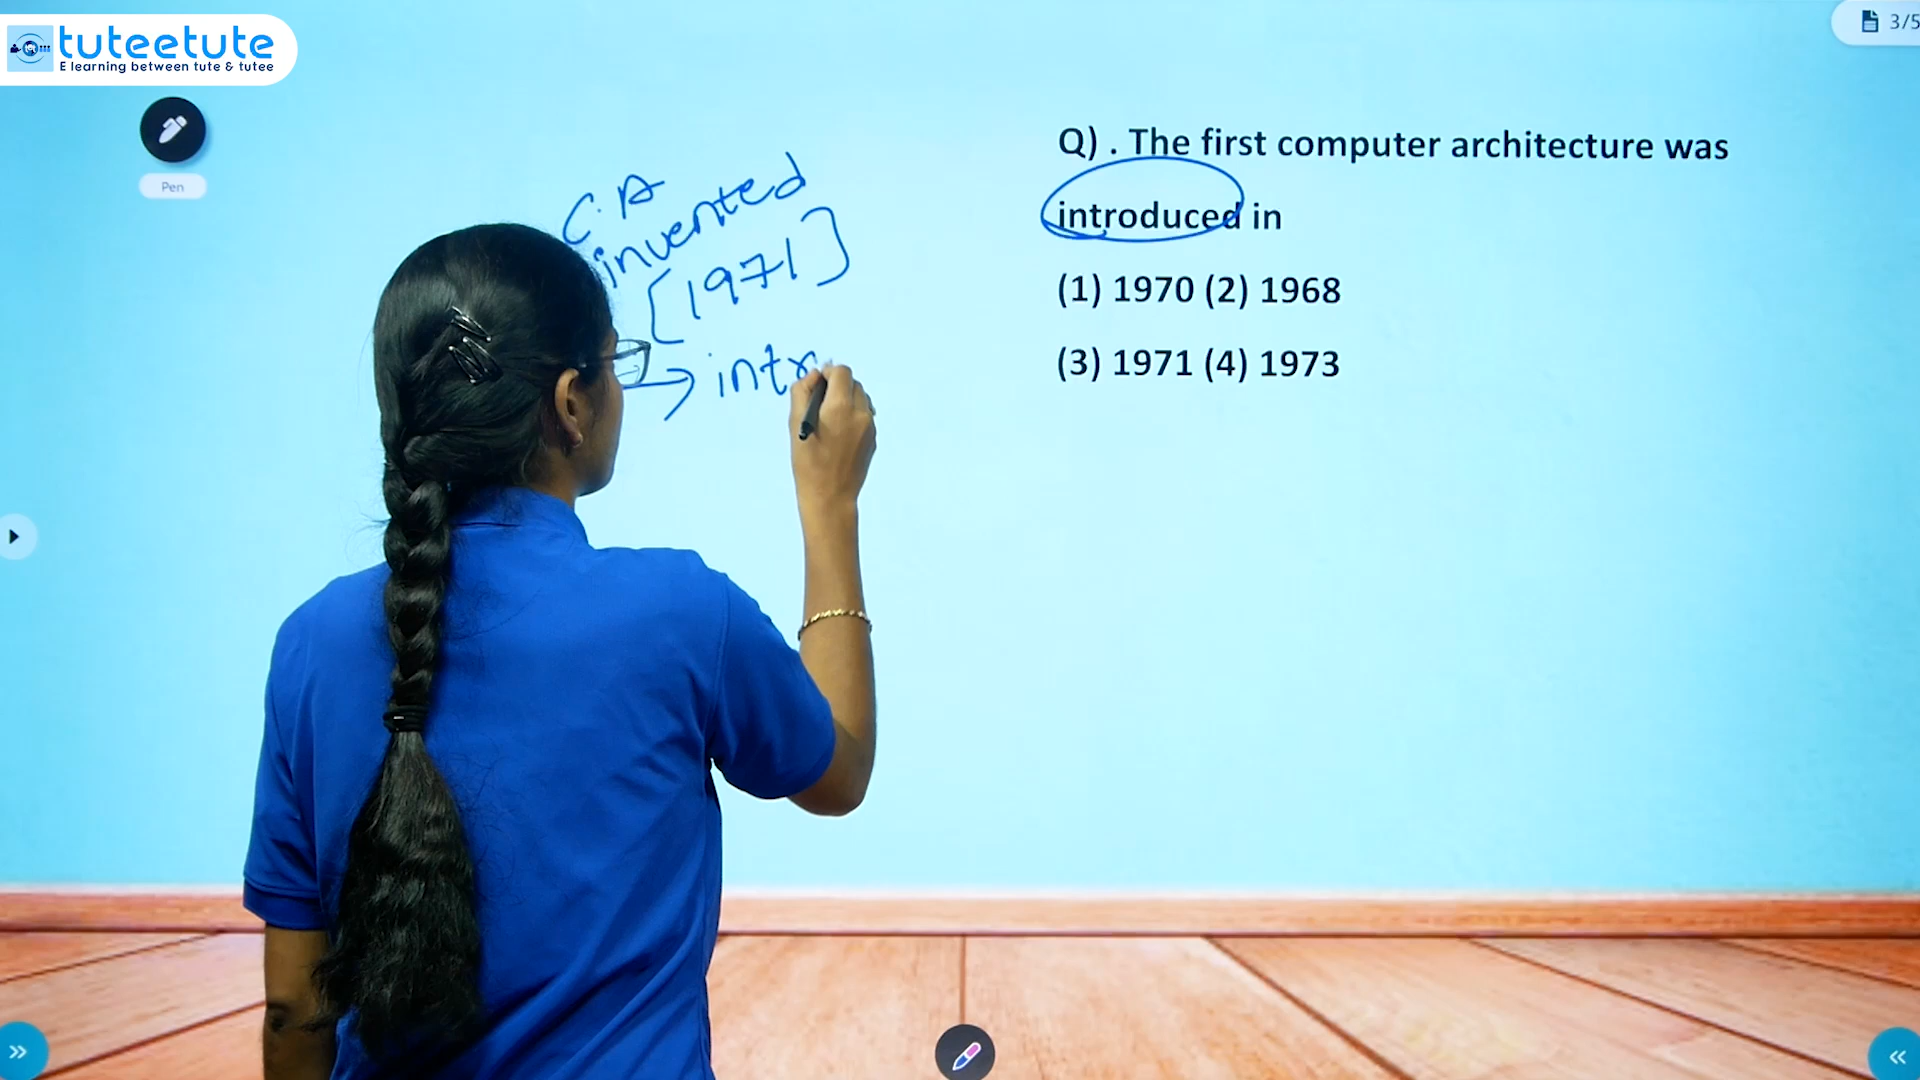 tuteetute
E learning between tute & tutee
3/5
Pen
C.A
invented
[1971]
→ intr
Q) . The first computer architecture was
introduced in
(1) 1970 (2) 1968
(3) 1971 (4) 1973